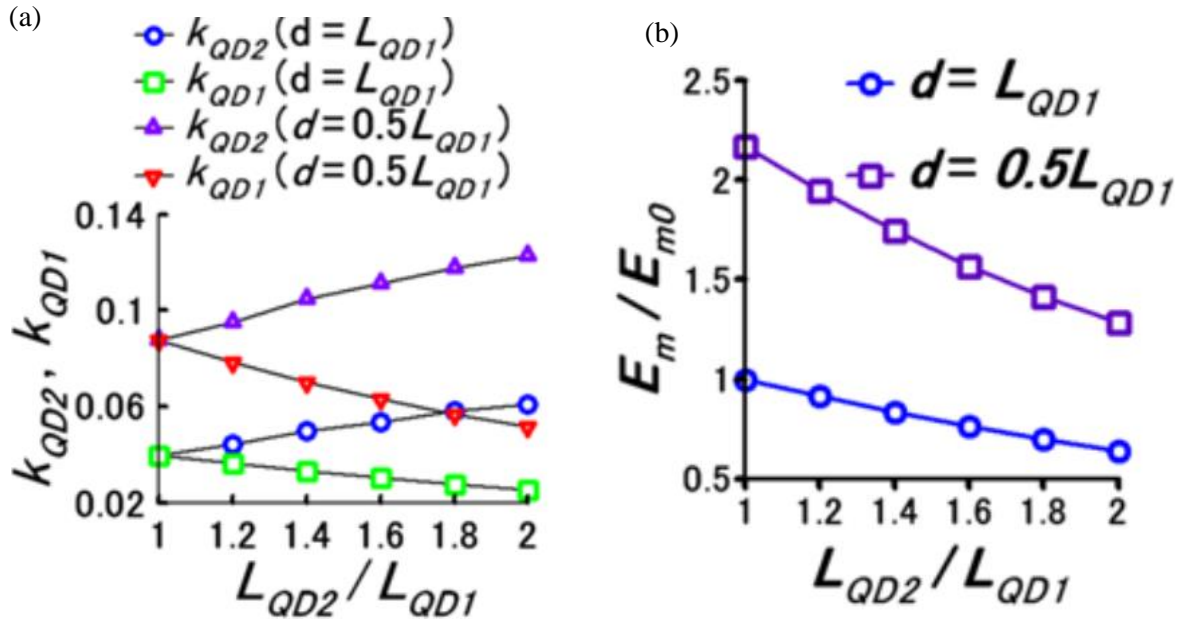 (a)
k_QD2 (d = L_QD1)
k_QD1 (d = L_QD1)
k_QD2 (d = 0.5L_QD1)
k_QD1 (d = 0.5L_QD1)
k_QD2, k_QD1
0.14
0.1
0.06
0.02
1 1.2 1.4 1.6 1.8 2
L_QD2 / L_QD1
(b)
d = L_QD1
d = 0.5L_QD1
E_m / E_m0
2.5
2
1.5
1
0.5
1 1.2 1.4 1.6 1.8 2
L_QD2 / L_QD1